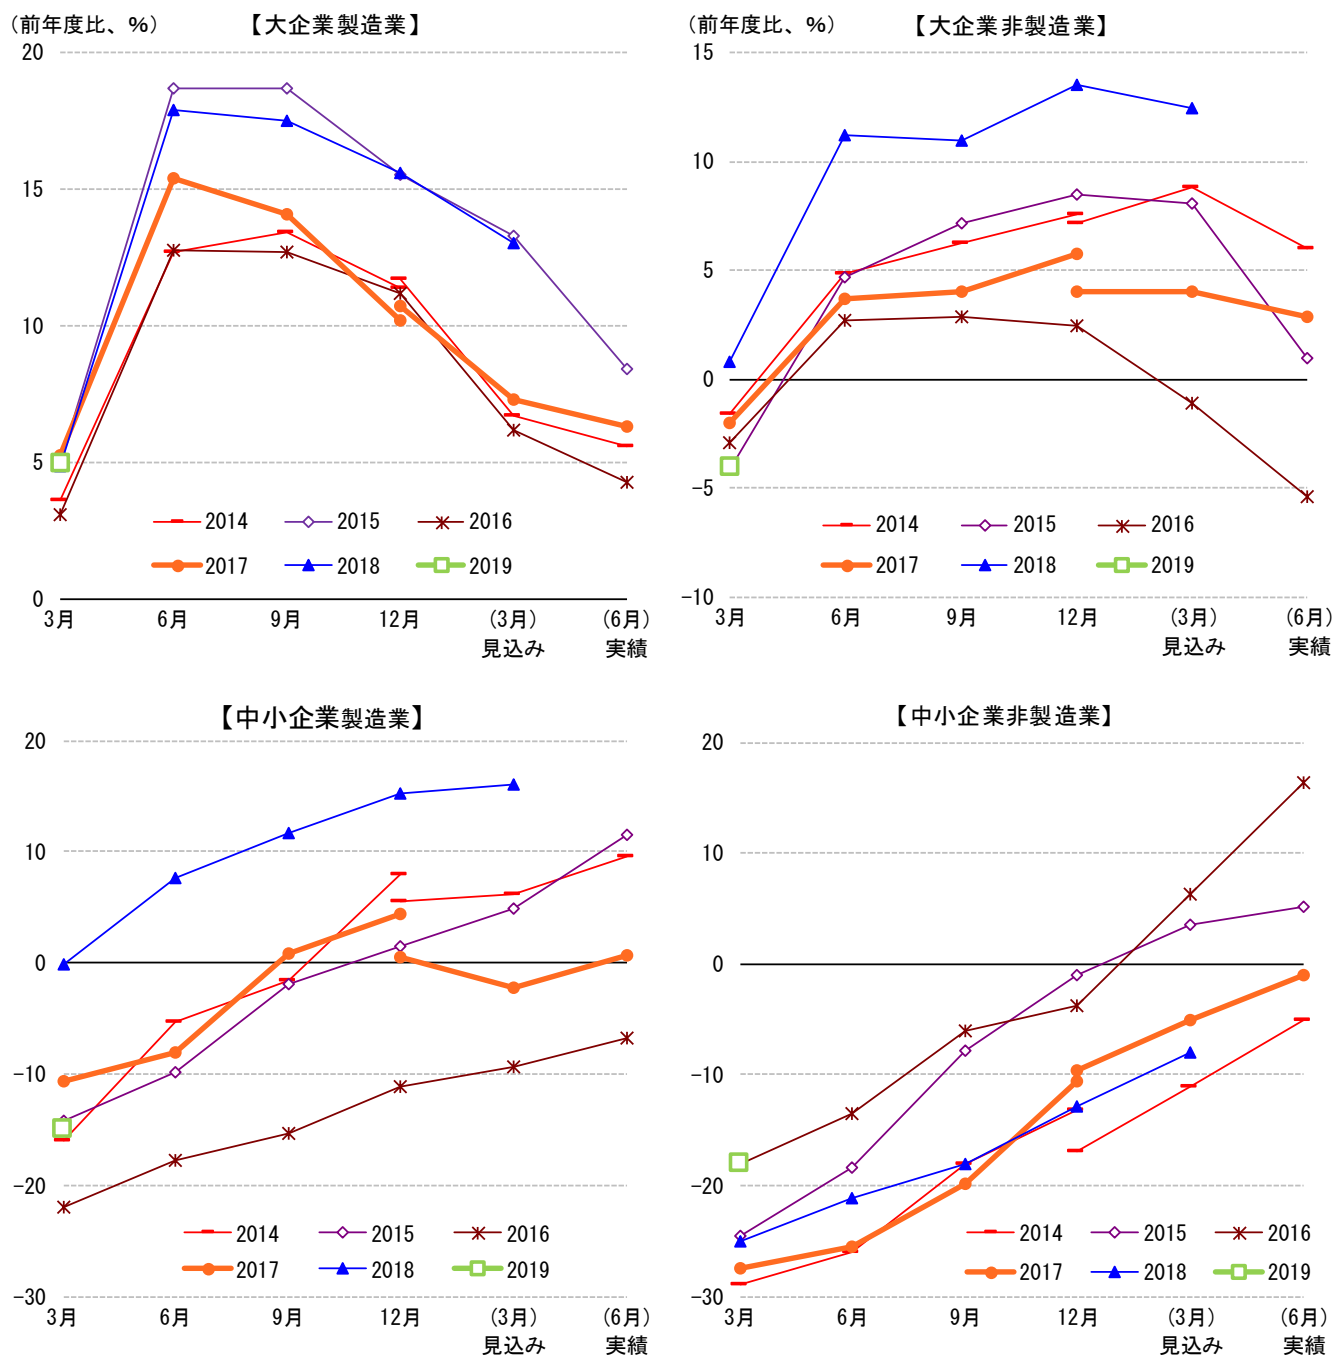 (前年度比、%)
【大企業製造業】
20
15
10
5
0
2014
2015
2016
2017
2018
2019
3月
6月
9月
12月
(3月)
見込み
(6月)
実績
(前年度比、%)
【大企業非製造業】
15
10
5
0
-5
-10
2014
2015
2016
2017
2018
2019
3月
6月
9月
12月
(3月)
見込み
(6月)
実績
【中小企業製造業】
20
10
0
-10
-20
-30
2014
2015
2016
2017
2018
2019
3月
6月
9月
12月
(3月)
見込み
(6月)
実績
【中小企業非製造業】
20
10
0
-10
-20
-30
2014
2015
2016
2017
2018
2019
3月
6月
9月
12月
(3月)
見込み
(6月)
実績